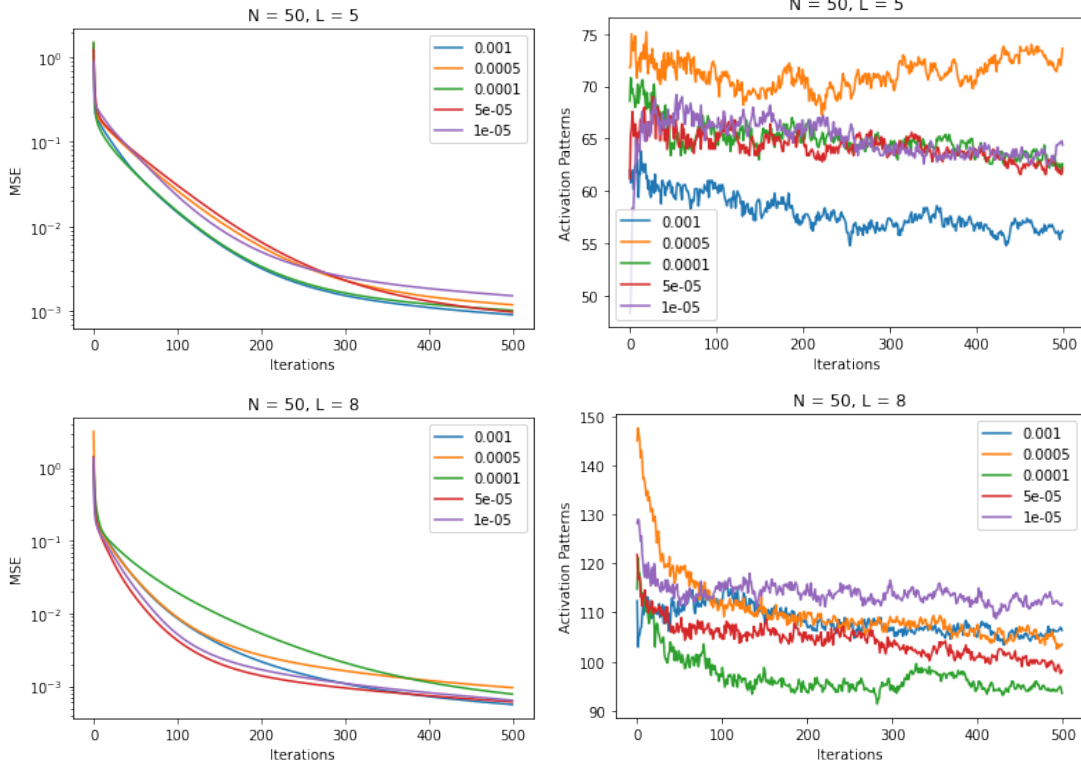 N = 50, L = 5
MSE
10^0
10^-1
10^-2
10^-3
0.001
0.0005
0.0001
5e-05
1e-05
0 100 200 300 400 500
Iterations
N = 50, L = 5
Activation Patterns
75
70
65
60
55
50
0.001
0.0005
0.0001
5e-05
1e-05
0 100 200 300 400 500
Iterations
N = 50, L = 8
MSE
10^0
10^-1
10^-2
10^-3
0.001
0.0005
0.0001
5e-05
1e-05
0 100 200 300 400 500
Iterations
N = 50, L = 8
Activation Patterns
150
140
130
120
110
100
90
0.001
0.0005
0.0001
5e-05
1e-05
0 100 200 300 400 500
Iterations